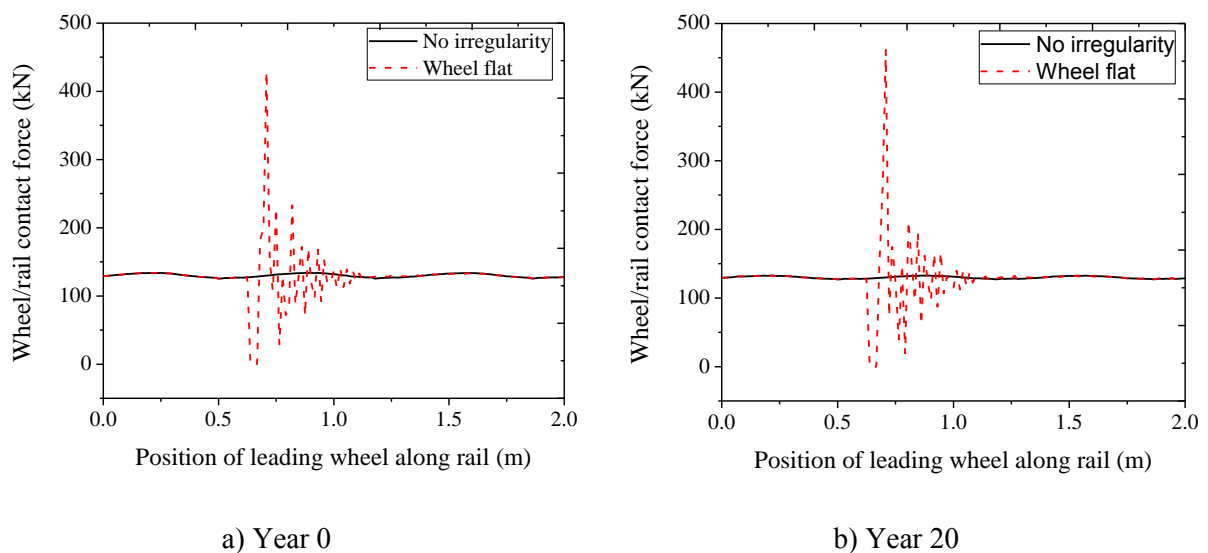 500
400
300
200
100
0
Wheel/rail contact force (kN)
No irregularity
Wheel flat
0.0 0.5 1.0 1.5 2.0
Position of leading wheel along rail (m)
a) Year 0
500
400
300
200
100
0
Wheel/rail contact force (kN)
No irregularity
Wheel flat
0.0 0.5 1.0 1.5 2.0
Position of leading wheel along rail (m)
b) Year 20